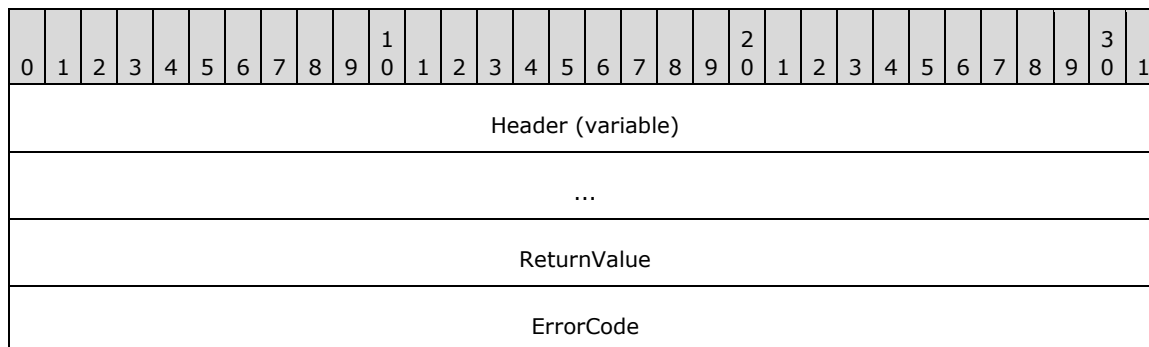 1 2 3
0 1 2 3 4 5 6 7 8 9 0 1 2 3 4 5 6 7 8 9 0 1 2 3 4 5 6 7 8 9 0 1
Header (variable)
...
ReturnValue
ErrorCode